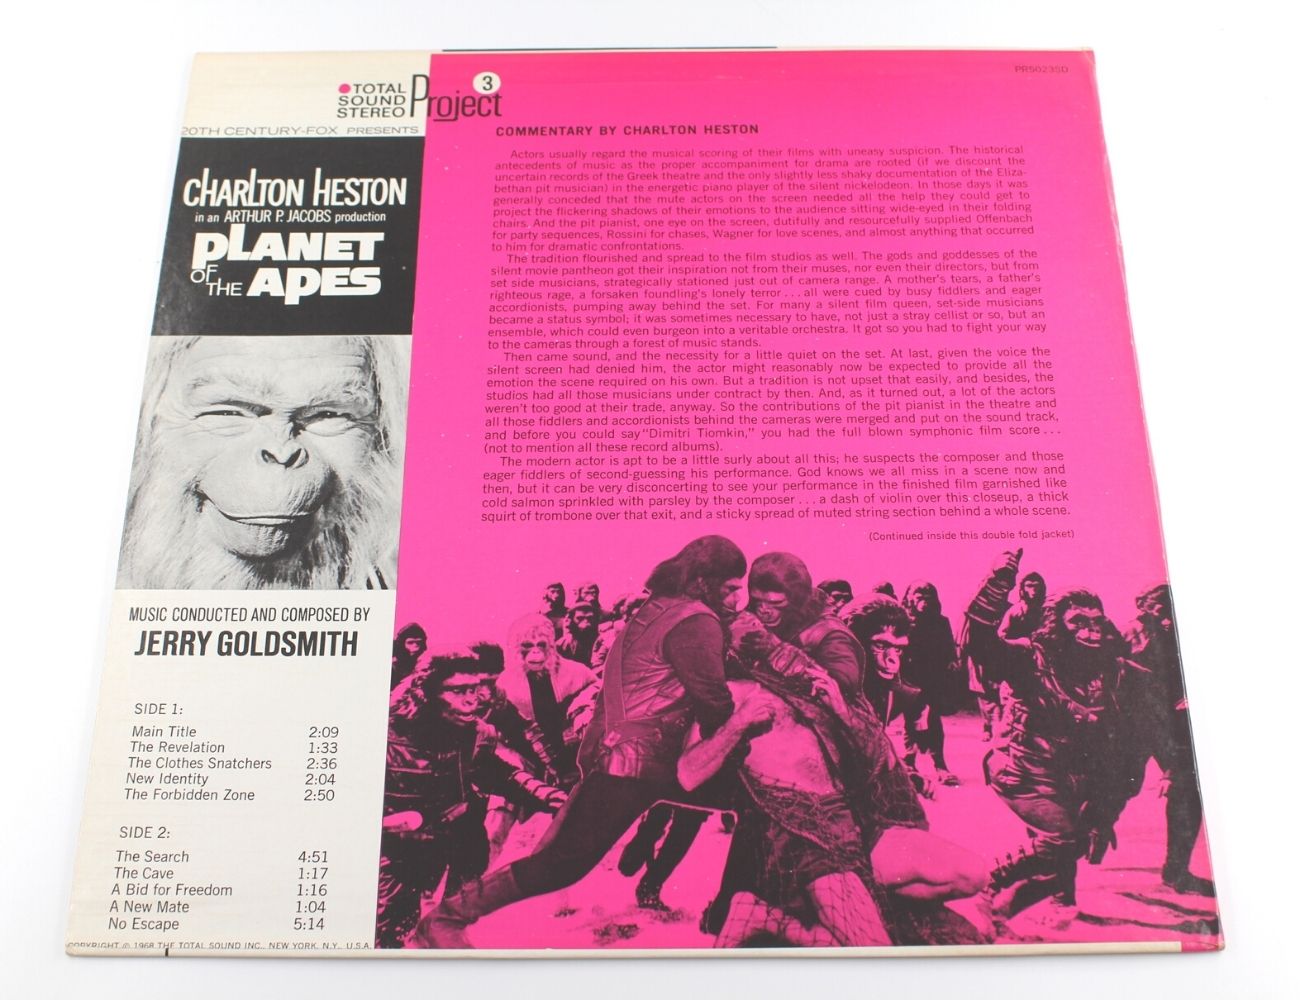 TOTAL
SOUND
STEREO Project 3
20TH CENTURY-FOX PRESENTS
CHARLTON HESTON
in an ARTHUR P. JACOBS production
PLANET
OF THE APES
MUSIC CONDUCTED AND COMPOSED BY
JERRY GOLDSMITH
SIDE 1:
Main Title 2:09
The Revelation 1:33
The Clothes Snatchers 2:36
New Identity 2:04
The Forbidden Zone 2:50
SIDE 2:
The Search 4:51
The Cave 1:17
A Bid for Freedom 1:16
A New Mate 1:04
No Escape 5:14
COPYRIGHT ℗ 1968 THE TOTAL SOUND INC., NEW YORK, N.Y., U.S.A.
PR5023SD
COMMENTARY BY CHARLTON HESTON
Actors usually regard the musical scoring of their films with uneasy suspicion. The historical
antecedents of music as the proper accompaniment for drama are rooted (if we discount the
uncertain records of the Greek theatre and the only slightly less shaky documentation of the Eliza-
bethan pit musician) in the energetic piano player of the silent nickelodeon. In those days it was
generally conceded that the mute actors on the screen needed all the help they could get to
project the flickering shadows of their emotions to the audience sitting wide-eyed in their folding
chairs. And the pit pianist, one eye on the screen, dutifully and resourcefully supplied Offenbach
for party sequences, Rossini for chases, Wagner for love scenes, and almost anything that occurred
to him for dramatic confrontations.
The tradition flourished and spread to the film studios as well. The gods and goddesses of the
silent movie pantheon got their inspiration not from their muses, nor even their directors, but from
set side musicians, strategically stationed just out of camera range. A mother's tears, a father's
righteous rage, a forsaken foundling's lonely terror . . . all were cued by busy fiddlers and eager
accordionists, pumping away behind the set. For many a silent film queen, set-side musicians
became a status symbol; it was sometimes necessary to have, not just a stray cellist or so, but an
ensemble, which could even burgeon into a veritable orchestra. It got so you had to fight your way
to the cameras through a forest of music stands.
Then came sound, and the necessity for a little quiet on the set. At last, given the voice the
silent screen had denied him, the actor might reasonably now be expected to provide all the
emotion the scene required on his own. But a tradition is not upset that easily, and besides, the
studios had all those musicians under contract by then. And, as it turned out, a lot of the actors
weren't too good at their trade, anyway. So the contributions of the pit pianist in the theatre and
all those fiddlers and accordionists behind the cameras were merged and put on the sound track,
and before you could say "Dimitri Tiomkin," you had the full blown symphonic film score . . .
(not to mention all these record albums).
The modern actor is apt to be a little surly about all this; he suspects the composer and those
eager fiddlers of second-guessing his performance. God knows we all miss in a scene now and
then, but it can be very disconcerting to see your performance in the finished film garnished like
cold salmon sprinkled with parsley by the composer . . . a dash of violin over this closeup, a thick
squirt of trombone over that exit, and a sticky spread of muted string section behind a whole scene.
(Continued inside this double fold jacket)